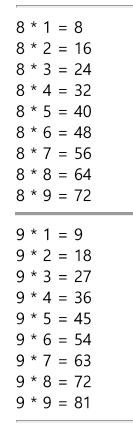 8 * 1 = 8
8 * 2 = 16
8 * 3 = 24
8 * 4 = 32
8 * 5 = 40
8 * 6 = 48
8 * 7 = 56
8 * 8 = 64
8 * 9 = 72
9 * 1 = 9
9 * 2 = 18
9 * 3 = 27
9 * 4 = 36
9 * 5 = 45
9 * 6 = 54
9 * 7 = 63
9 * 8 = 72
9 * 9 = 81